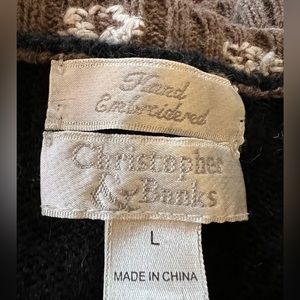 Hand
Embroidered
Christopher
& Banks
L
MADE IN CHINA